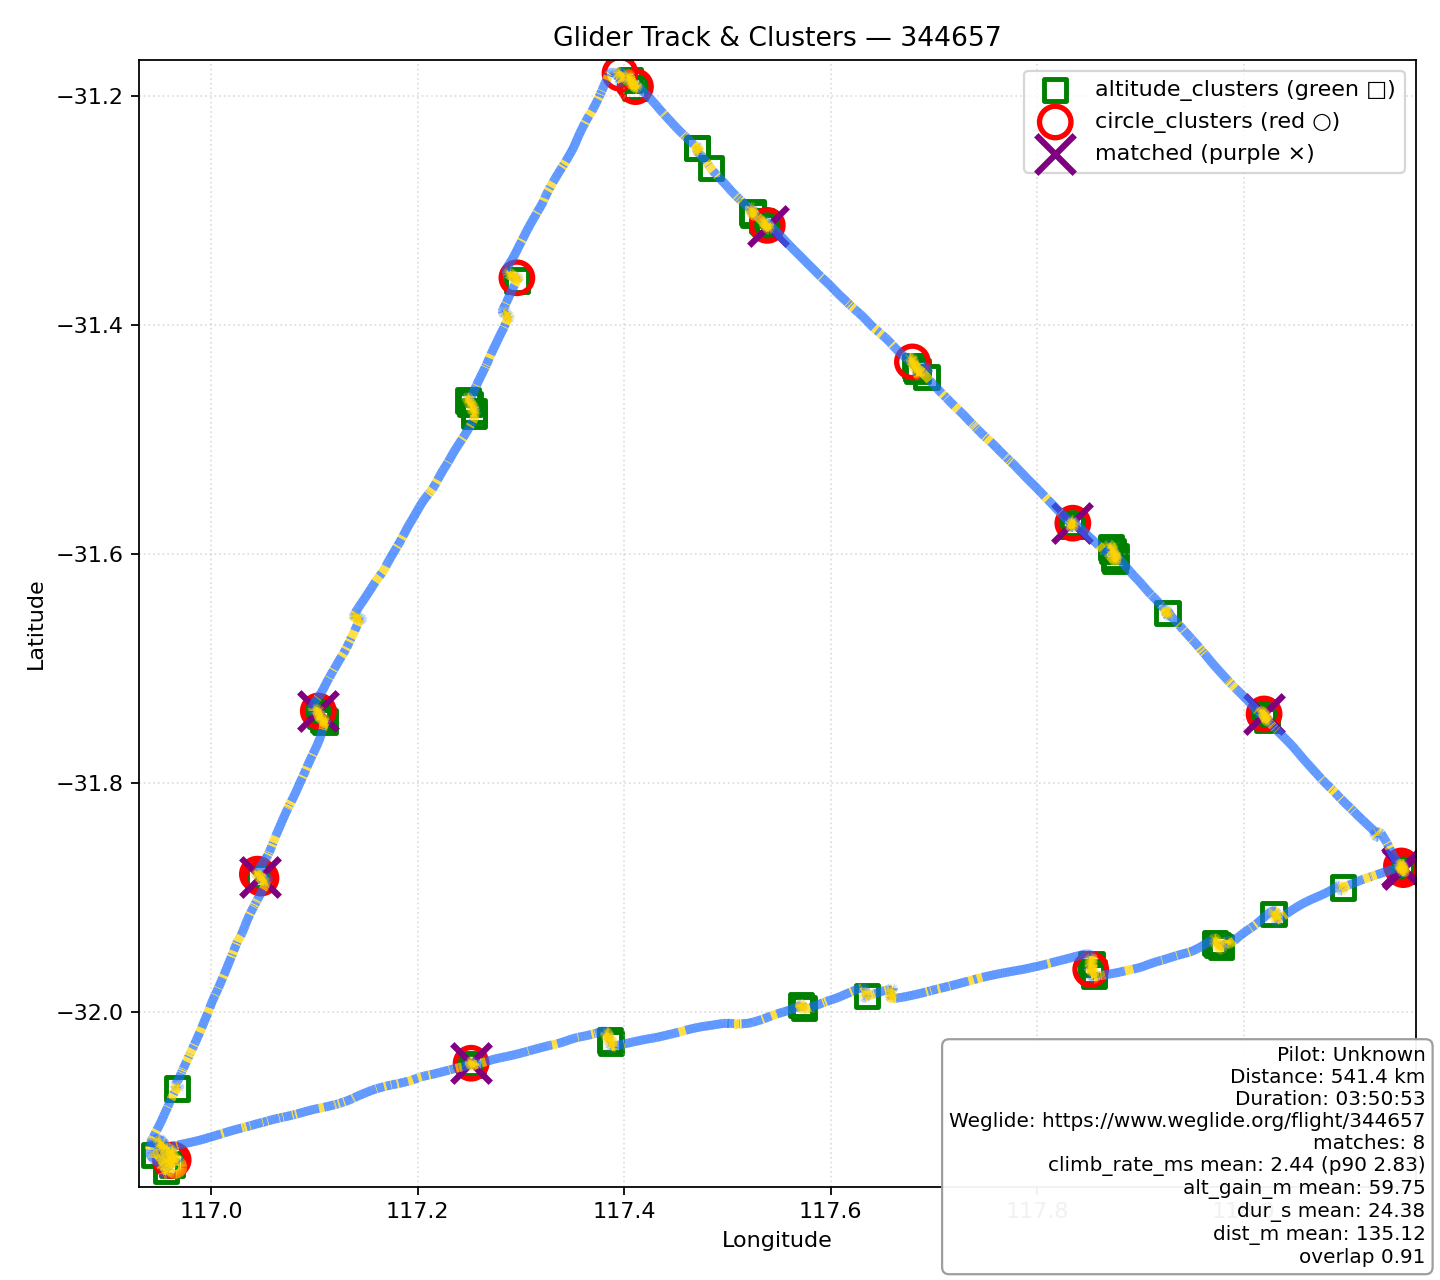 Glider Track & Clusters — 344657
altitude_clusters (green □)
circle_clusters (red ○)
matched (purple ×)
−31.2
−31.4
−31.6
−31.8
−32.0
Latitude
117.0
117.2
117.4
117.6
117.8
Longitude
Pilot: Unknown
Distance: 541.4 km
Duration: 03:50:53
Weglide: https://www.weglide.org/flight/344657
matches: 8
climb_rate_ms mean: 2.44 (p90 2.83)
alt_gain_m mean: 59.75
dur_s mean: 24.38
dist_m mean: 135.12
overlap 0.91